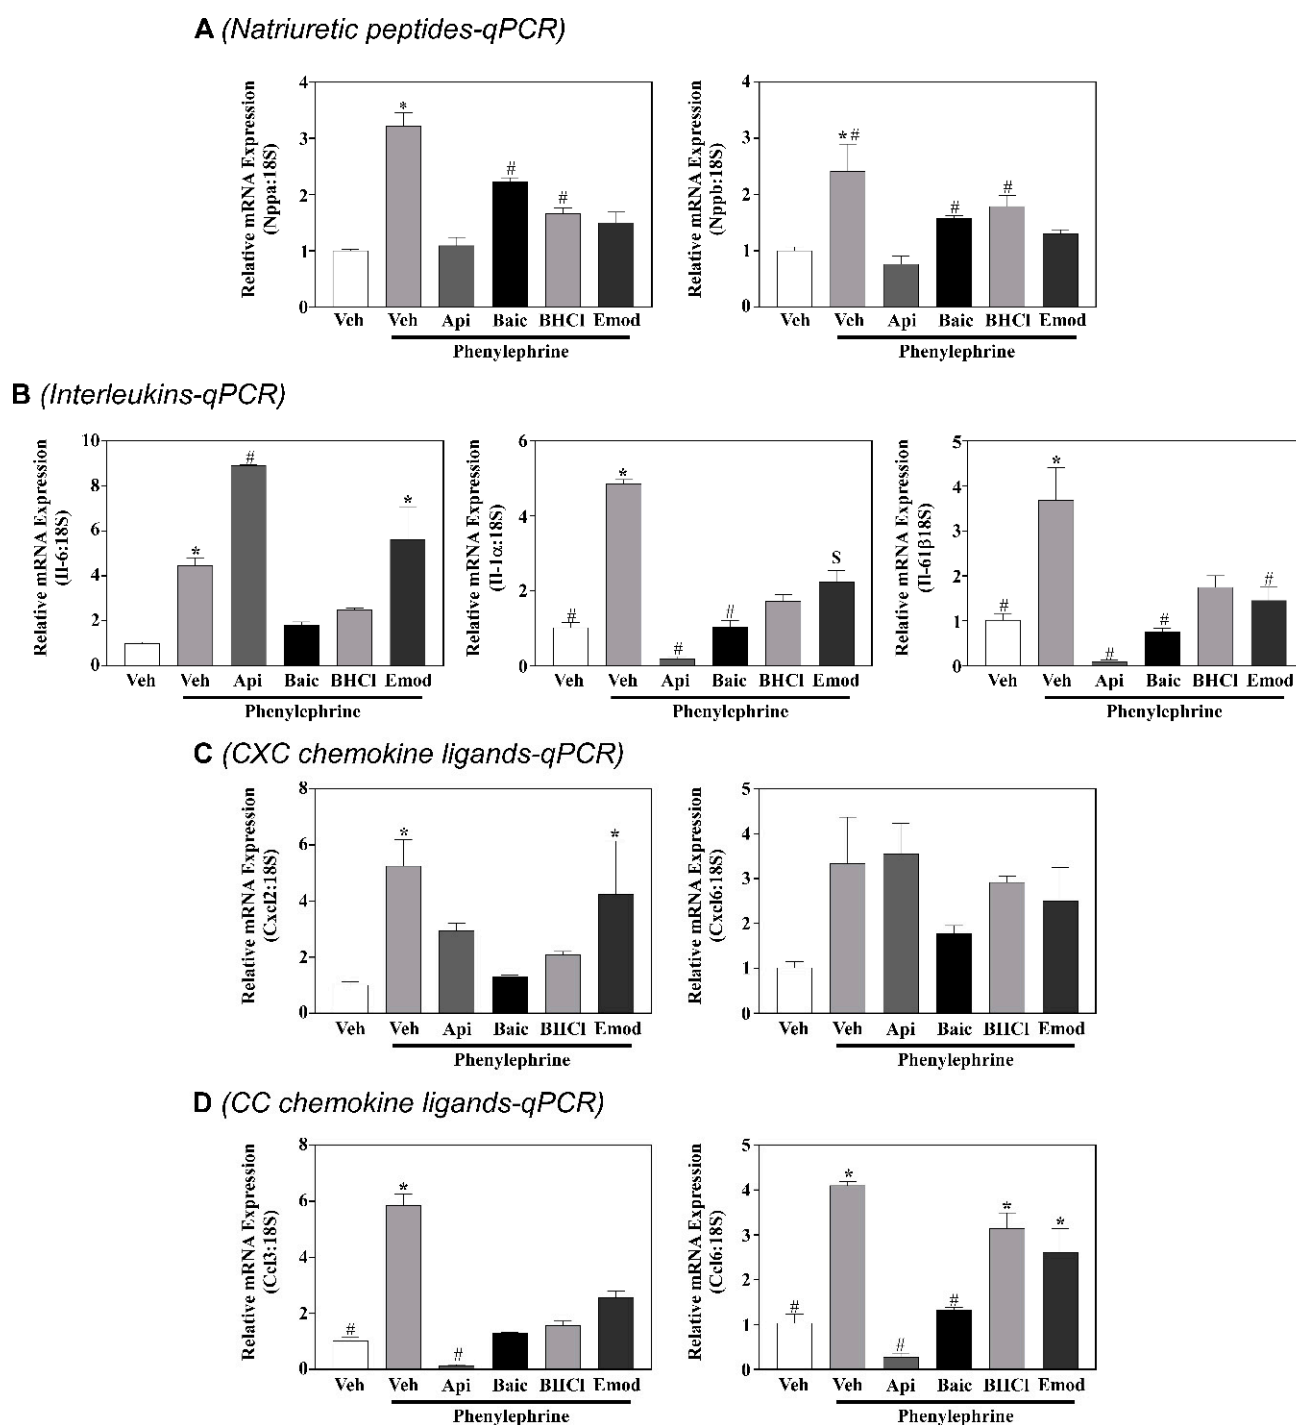 A (Natriuretic peptides-qPCR)
Relative mRNA Expression
(Nppa:18S)
4
3
2
1
0
*
#
#
Veh Veh Api Baic BHCl Emod
Phenylephrine
Relative mRNA Expression
(Nppb:18S)
4
3
2
1
0
*#
#
#
Veh Veh Api Baic BHCl Emod
Phenylephrine
B (Interleukins-qPCR)
Relative mRNA Expression
(Il-6:18S)
10
8
6
4
2
0
*
#
*
Veh Veh Api Baic BHCl Emod
Phenylephrine
Relative mRNA Expression
(Il-1α:18S)
6
4
2
0
#
*
#
#
S
Veh Veh Api Baic BHCl Emod
Phenylephrine
Relative mRNA Expression
(Il-61β18S)
5
4
3
2
1
0
#
*
#
#
#
Veh Veh Api Baic BHCl Emod
Phenylephrine
C (CXC chemokine ligands-qPCR)
Relative mRNA Expression
(Cxcl2:18S)
8
6
4
2
0
*
*
Veh Veh Api Baic BHCl Emod
Phenylephrine
Relative mRNA Expression
(Cxcl6:18S)
5
4
3
2
1
0
Veh Veh Api Baic BHCl Emod
Phenylephrine
D (CC chemokine ligands-qPCR)
Relative mRNA Expression
(Ccl3:18S)
8
6
4
2
0
#
*
#
Veh Veh Api Baic BHCl Emod
Phenylephrine
Relative mRNA Expression
(Ccl6:18S)
5
4
3
2
1
0
#
*
#
#
*
*
Veh Veh Api Baic BHCl Emod
Phenylephrine